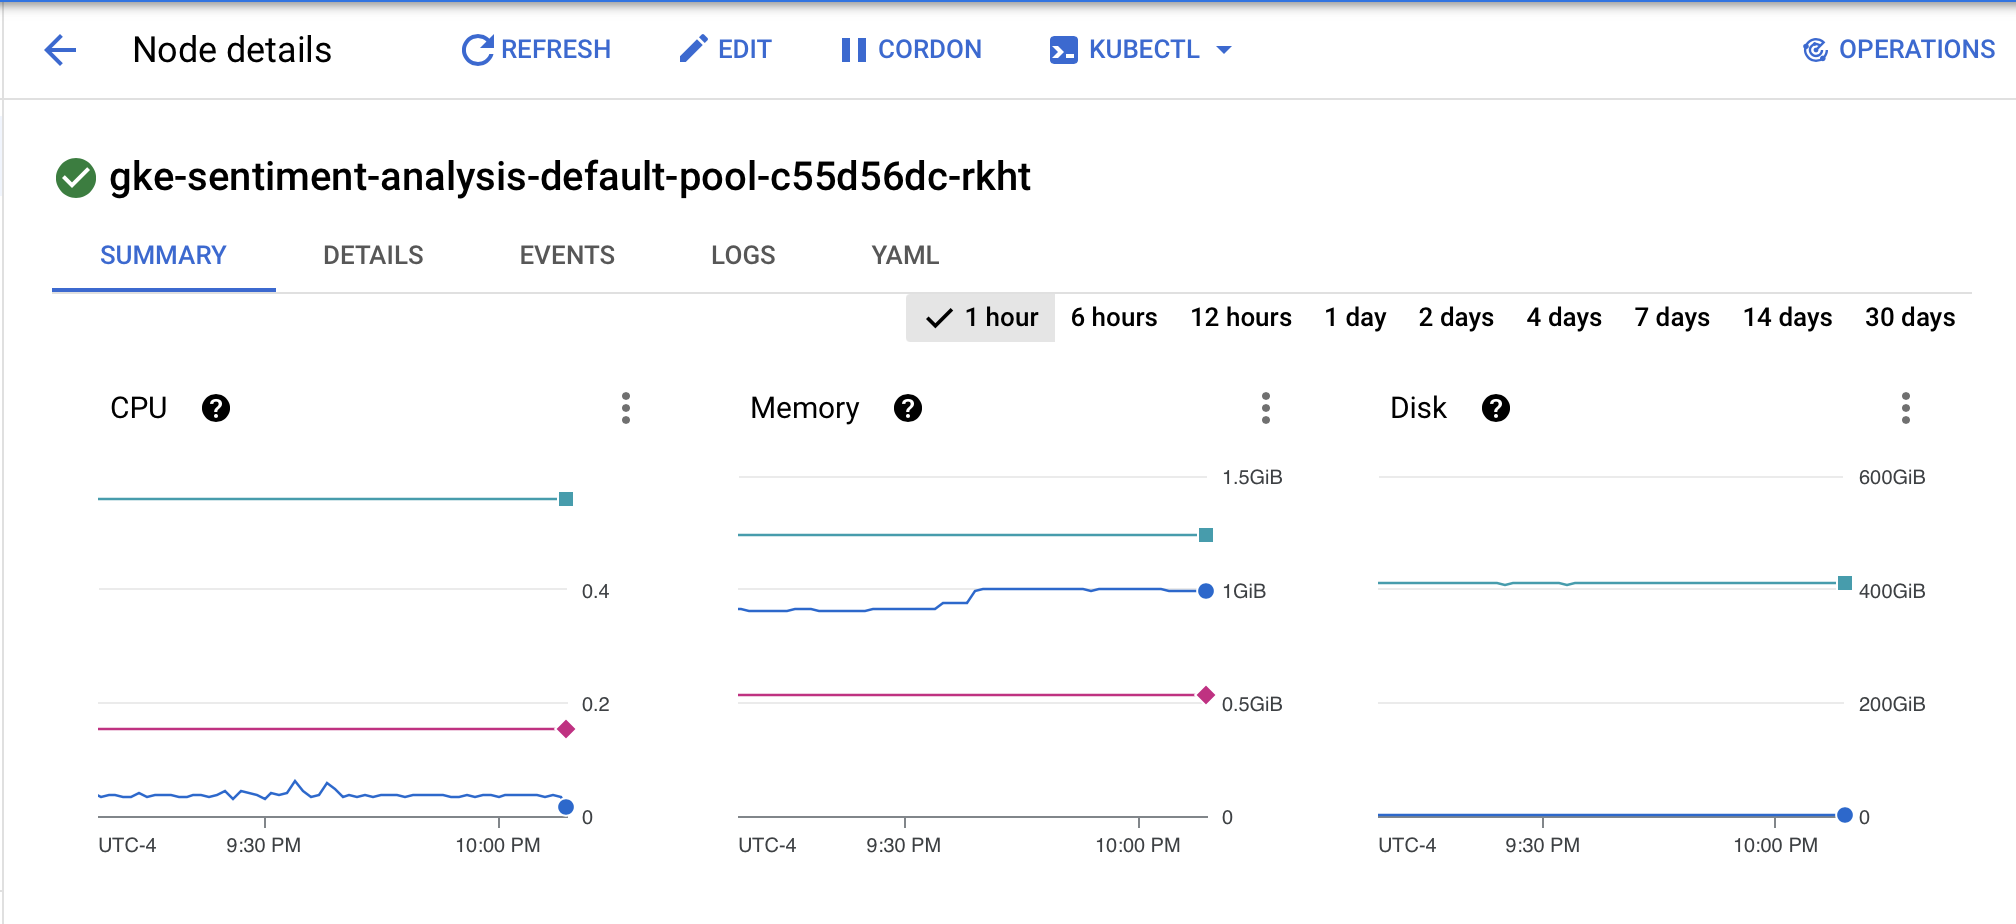 Node details REFRESH EDIT CORDON KUBECTL OPERATIONS
gke-sentiment-analysis-default-pool-c55d56dc-rkht
SUMMARY DETAILS EVENTS LOGS YAML
1 hour 6 hours 12 hours 1 day 2 days 4 days 7 days 14 days 30 days
CPU
0.4
0.2
0
UTC-4 9:30 PM 10:00 PM
Memory
1.5GiB
1GiB
0.5GiB
0
UTC-4 9:30 PM 10:00 PM
Disk
600GiB
400GiB
200GiB
0
UTC-4 9:30 PM 10:00 PM